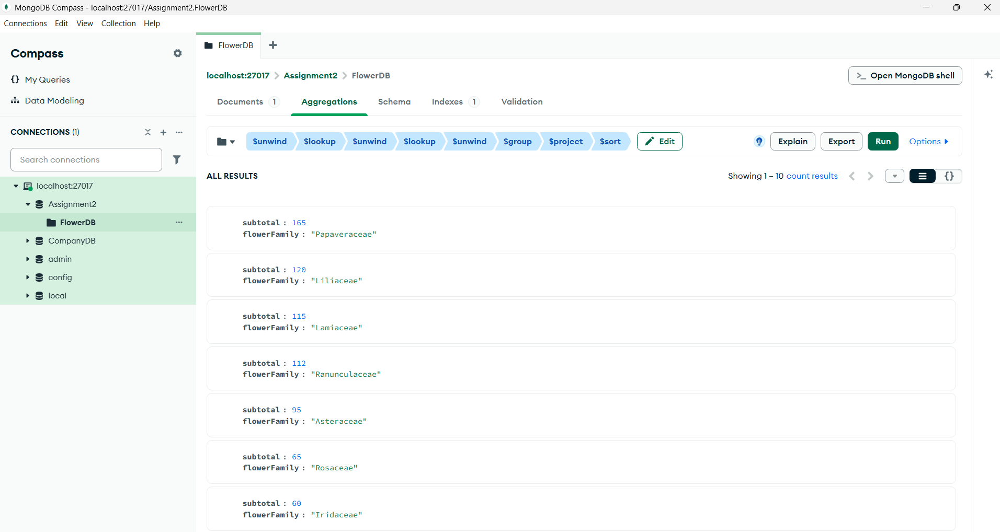 MongoDB Compass - localhost:27017/Assignment2.FlowerDB
Connections Edit View Collection Help
Compass
My Queries
Data Modeling
CONNECTIONS (1)
Search connections
localhost:27017
Assignment2
FlowerDB
CompanyDB
admin
config
local
FlowerDB
localhost:27017 Assignment2 FlowerDB
>_ Open MongoDB shell
Documents 1 Aggregations Schema Indexes 1 Validation
$unwind $lookup $unwind $lookup $unwind $group $project $sort Edit Explain Export Run Options
ALL RESULTS
Showing 1 – 10 count results
subtotal : 165
flowerFamily : "Papaveraceae"
subtotal : 120
flowerFamily : "Liliaceae"
subtotal : 115
flowerFamily : "Lamiaceae"
subtotal : 112
flowerFamily : "Ranunculaceae"
subtotal : 95
flowerFamily : "Asteraceae"
subtotal : 65
flowerFamily : "Rosaceae"
subtotal : 60
flowerFamily : "Iridaceae"